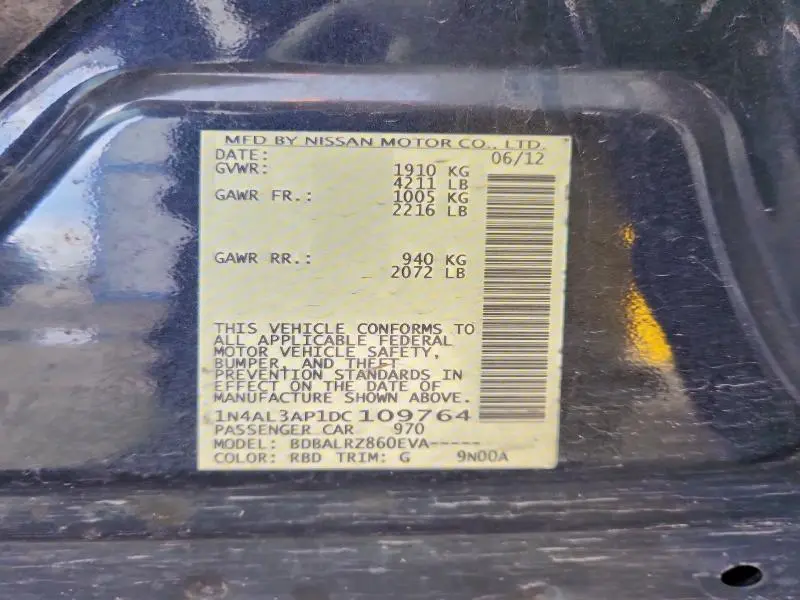 MFD BY NISSAN MOTOR CO., LTD.
DATE: 06/12
GVWR: 1910 KG
4211 LB
GAWR FR.: 1005 KG
2216 LB
GAWR RR.: 940 KG
2072 LB
THIS VEHICLE CONFORMS TO
ALL APPLICABLE FEDERAL
MOTOR VEHICLE SAFETY,
BUMPER, AND THEFT
PREVENTION STANDARDS IN
EFFECT ON THE DATE OF
MANUFACTURE SHOWN ABOVE.
1N4AL3AP1DC 109764
PASSENGER CAR 970
MODEL: BDBALRZ860EVA-----
COLOR: RBD TRIM: G 9N00A